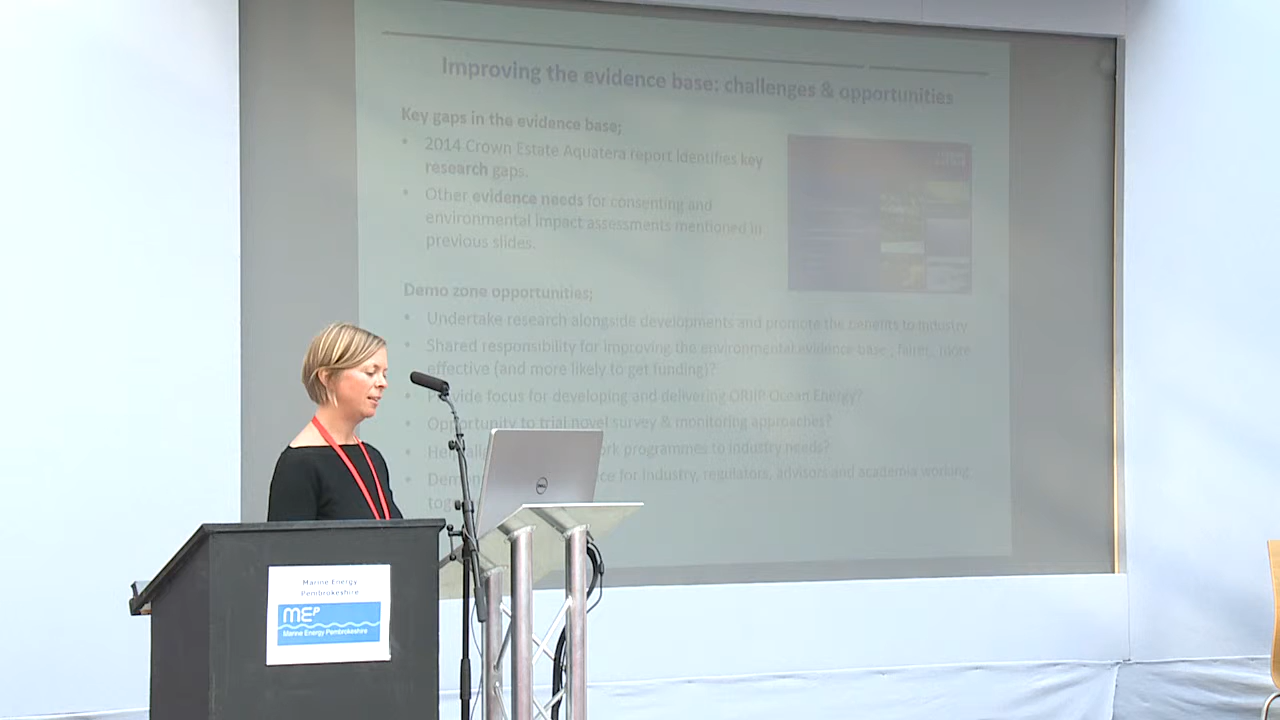 Improving the evidence base; challenges & opportunities
Key gaps in the evidence base;
• 2014 Crown Estate Aquatera report identifies key
research gaps.
• Other evidence needs for consenting and
environmental impact assessments mentioned in
previous slides.
Demo zone opportunities;
• Undertake research alongside developments and promote the benefits to industry
• Shared responsibility for improving the environmental evidence base, fairer, more
effective (and more likely to get funding)?
focus for developing and delivering ORJIP Ocean Energy?
• Opportunity to trial novel survey & monitoring approaches?
programmes to industry needs?
for industry, regulators, advisors and academia working
DELL
Marine Energy
Pembrokeshire
MEP
Marine Energy Pembrokeshire